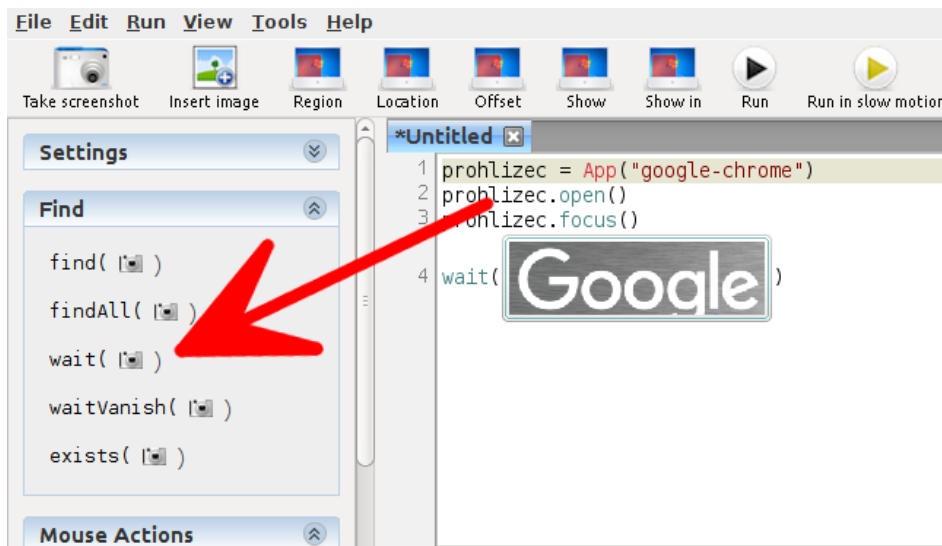 File Edit Run View Tools Help
Take screenshot Insert image Region Location Offset Show Show in Run Run in slow motion
Settings
Find
find( )
findAll( )
wait( )
waitVanish( )
exists( )
Mouse Actions
*Untitled
1 prohlizec = App("google-chrome")
2 prohlizec.open()
3 prohlizec.focus()
4 wait( Google )